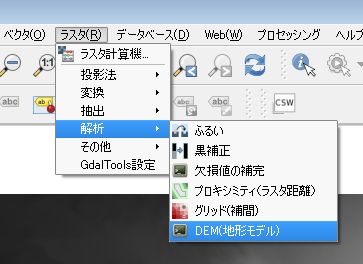 ベクタ(O) ラスタ(R) データベース(D) Web(W) プロセッシング ヘ
ラスタ計算機...
投影法
変換
抽出
解析
その他
GdalTools設定
ふるい
黒補正
欠損値の補完
プロキシミティ(ラスタ距離)
グリッド(補間)
DEM(地形モデル)
1:1
abc
abc
abc
CSW